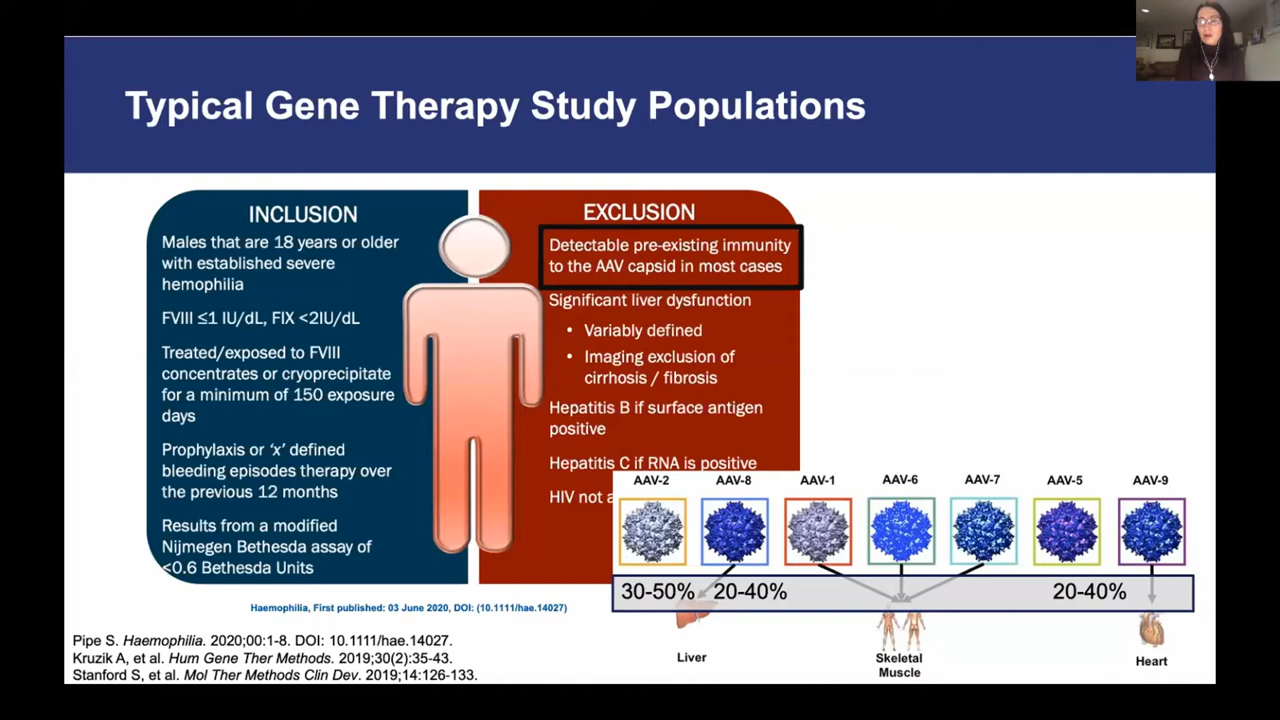 Typical Gene Therapy Study Populations
INCLUSION
Males that are 18 years or older
with established severe
hemophilia
FVIII ≤1 IU/dL, FIX <2IU/dL
Treated/exposed to FVIII
concentrates or cryoprecipitate
for a minimum of 150 exposure
days
Prophylaxis or ‘x’ defined
bleeding episodes therapy over
the previous 12 months
Results from a modified
Nijmegen Bethesda assay of
<0.6 Bethesda Units
EXCLUSION
Detectable pre-existing immunity
to the AAV capsid in most cases
Significant liver dysfunction
• Variably defined
• Imaging exclusion of
cirrhosis / fibrosis
Hepatitis B if surface antigen
positive
Hepatitis C if RNA is positive
HIV not
AAV-2 AAV-8 AAV-1 AAV-6 AAV-7 AAV-5 AAV-9
30-50% 20-40% 20-40%
Liver
Skeletal
Muscle
Heart
Haemophilia, First published: 03 June 2020, DOI: (10.1111/hae.14027)
Pipe S. Haemophilia. 2020;00:1-8. DOI: 10.1111/hae.14027.
Kruzik A, et al. Hum Gene Ther Methods. 2019;30(2):35-43.
Stanford S, et al. Mol Ther Methods Clin Dev. 2019;14:126-133.